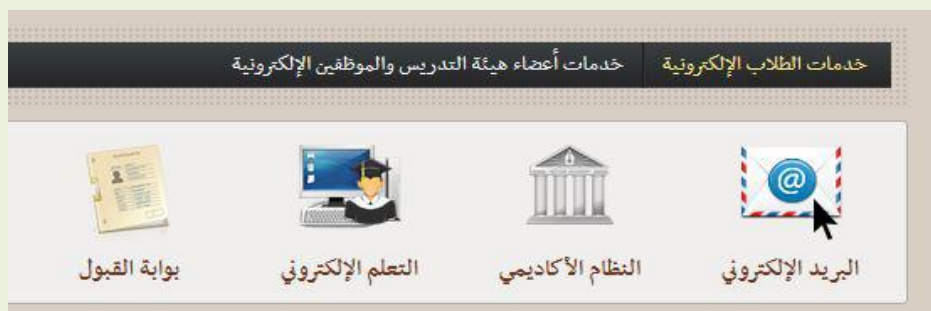 خدمات الطلاب الإلكترونية
خدمات أعضاء هيئة التدريس والموظفين الإلكترونية
@
البريد الإلكتروني
النظام الأكاديمي
التعلم الإلكتروني
بوابة القبول